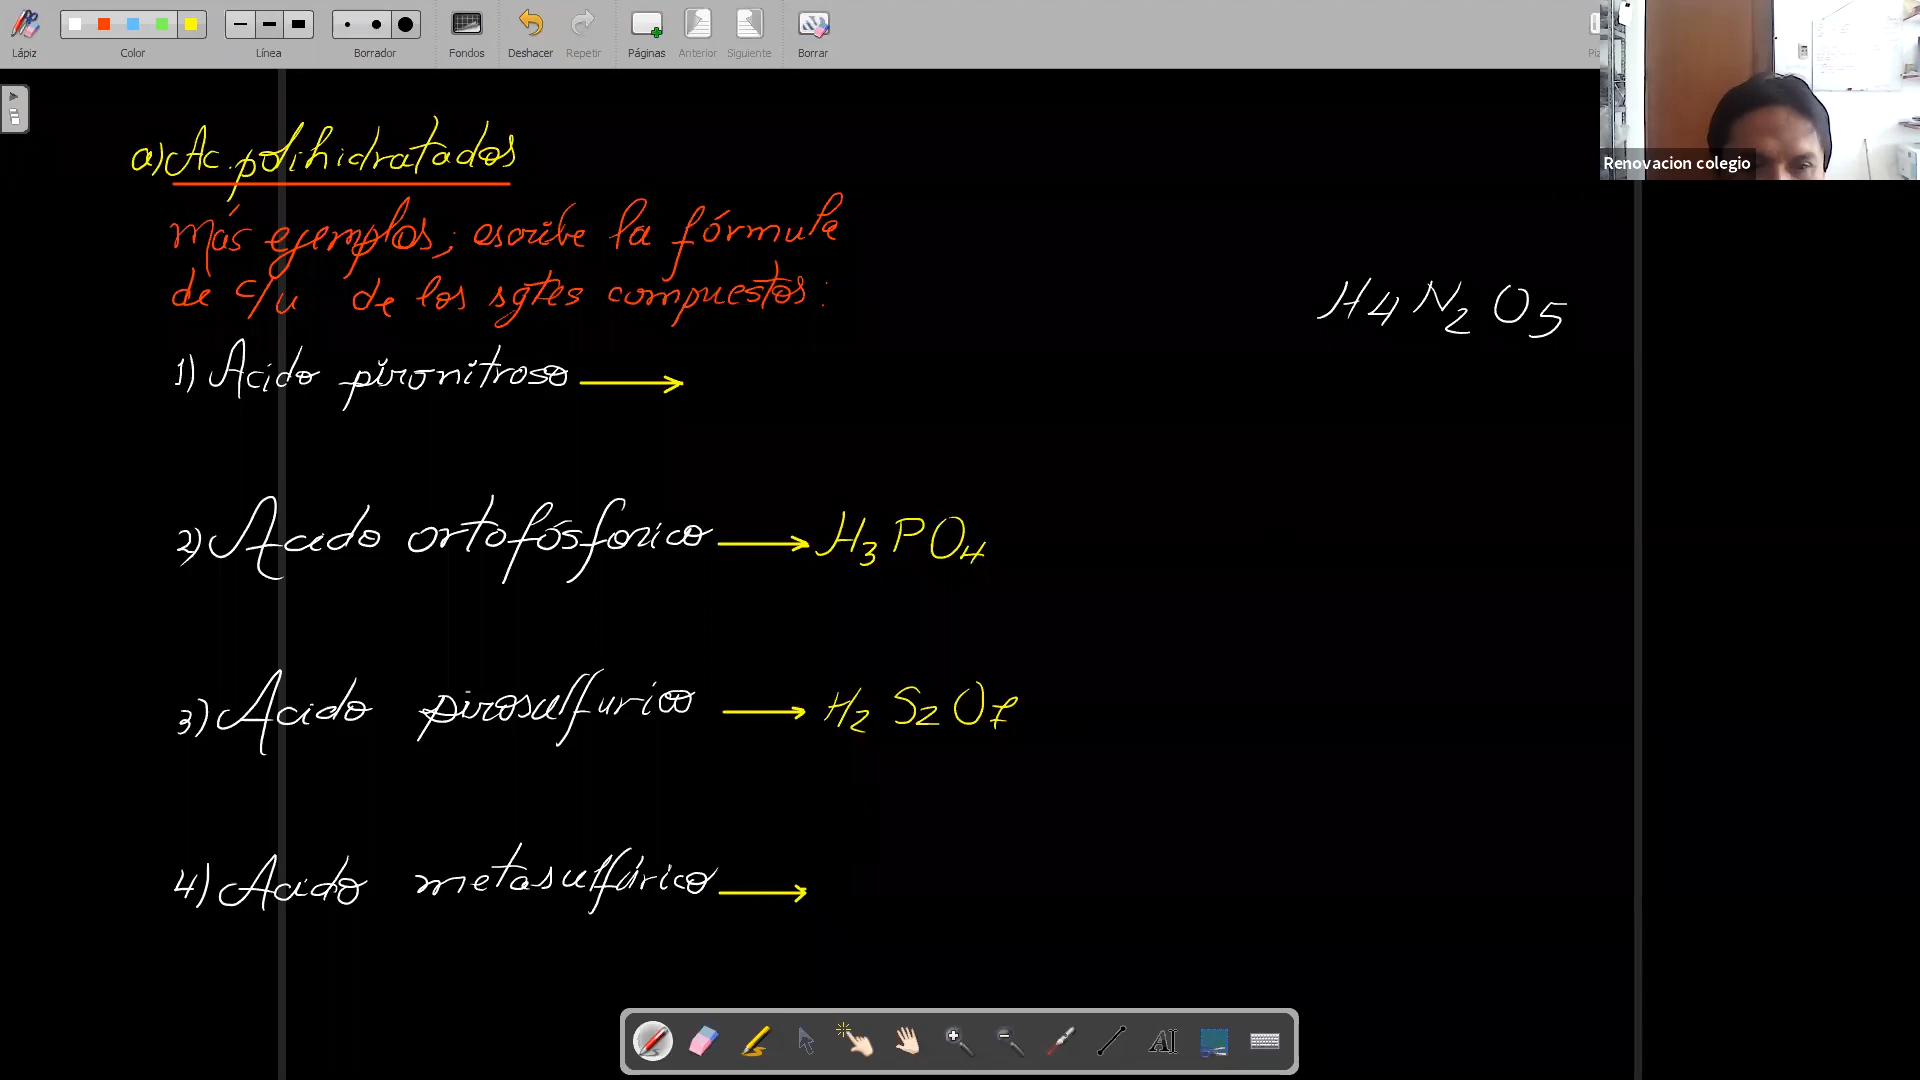 Lápiz Color Línea Borrador Fondos Deshacer Repetir Páginas Anterior Siguiente Borrar
Renovacion colegio
a) Ac. polihidratados
más ejemplos; escribe la fórmula
de c/u de los sgtes compuestos:
H4 N2 O5
1) Acido pironitroso →
2) Acido ortofósforico → H3 PO4
3) Acido pirosulfurico → H2 S2 O7
4) Acido metasulfúrico →
AI